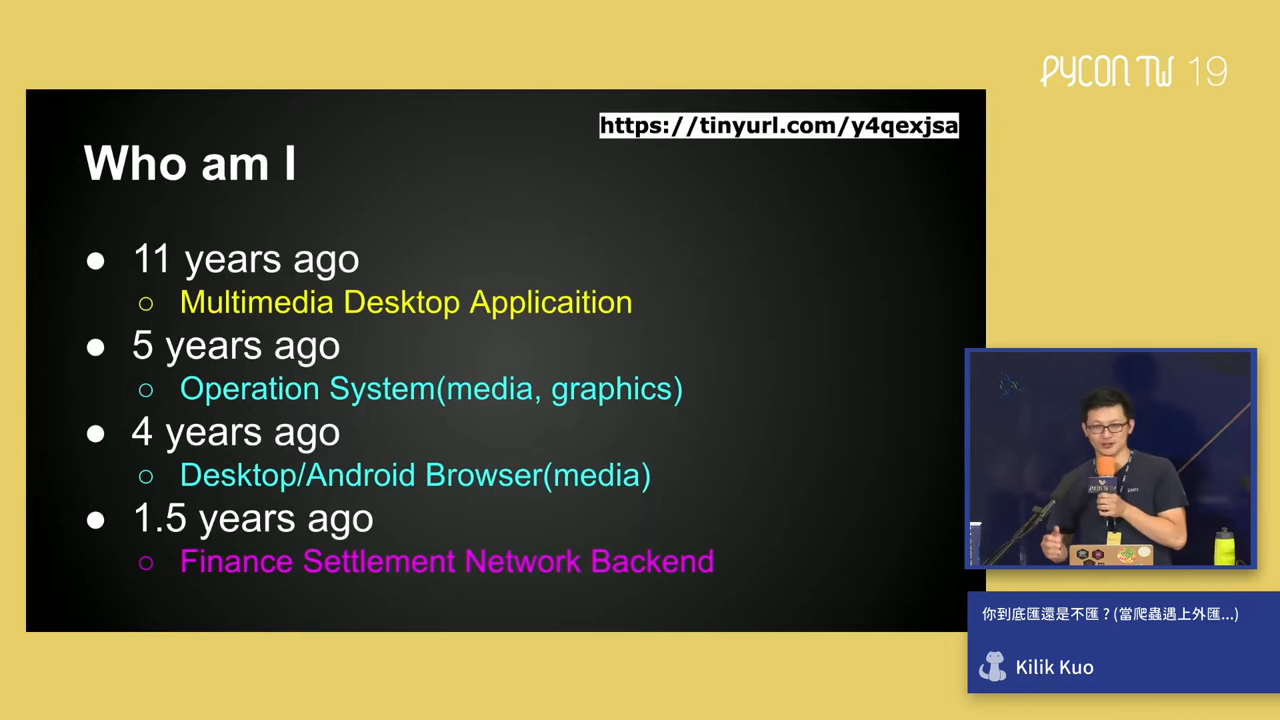 PYCON TW 19
https://tinyurl.com/y4qexjsa
Who am I
● 11 years ago
○ Multimedia Desktop Applicaition
● 5 years ago
○ Operation System(media, graphics)
● 4 years ago
○ Desktop/Android Browser(media)
● 1.5 years ago
○ Finance Settlement Network Backend
PYCON TW
你到底匯還是不匯？(當爬蟲遇上外匯...)
Kilik Kuo